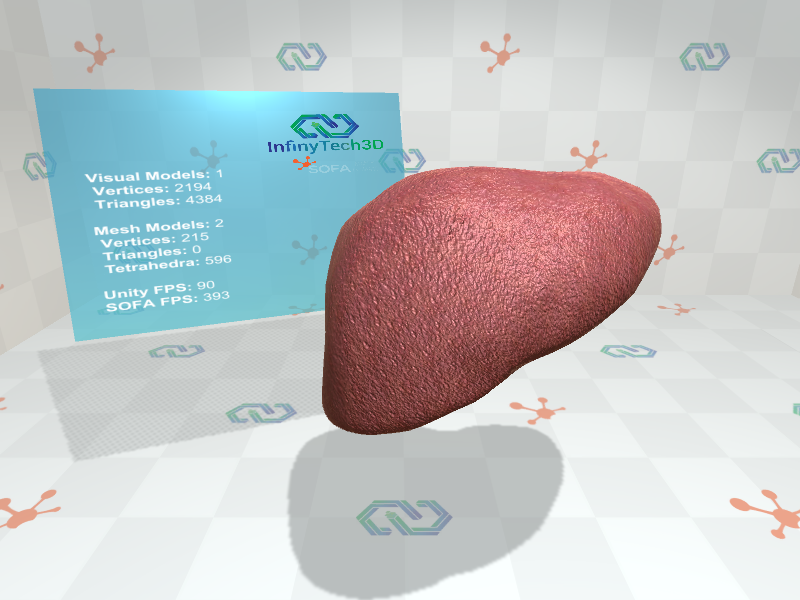 InfinyTech3D
SOFA
Visual Models: 1
Vertices: 2194
Triangles: 4384
Mesh Models: 2
Vertices: 215
Triangles: 0
Tetrahedra: 596
Unity FPS: 90
SOFA FPS: 393